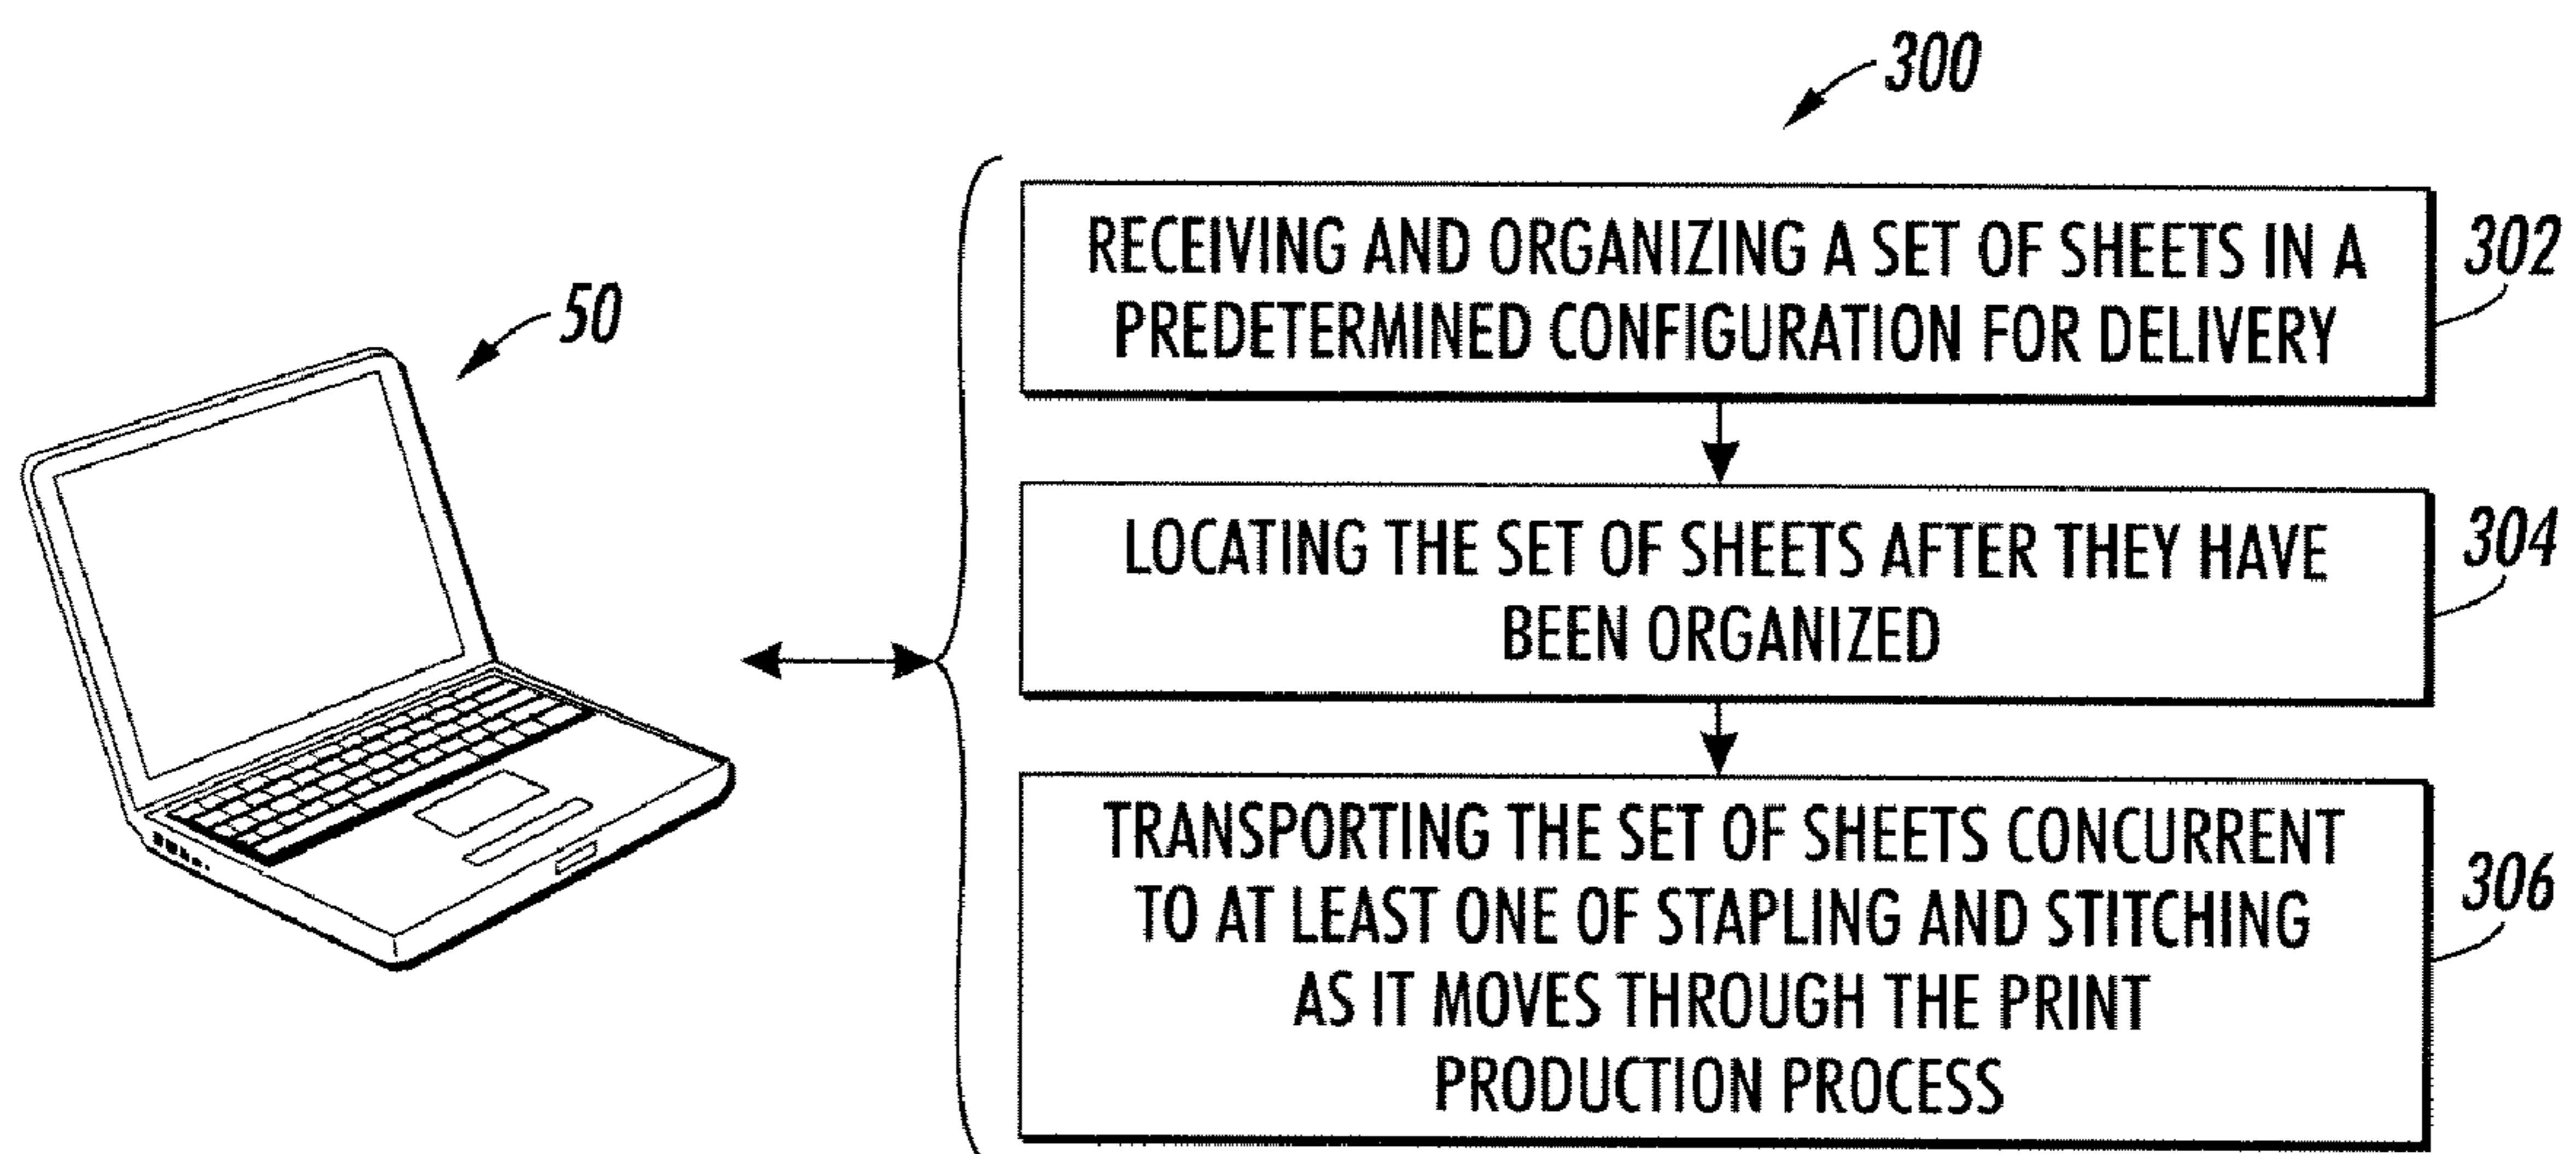 300
50
RECEIVING AND ORGANIZING A SET OF SHEETS IN A
PREDETERMINED CONFIGURATION FOR DELIVERY
302
LOCATING THE SET OF SHEETS AFTER THEY HAVE
BEEN ORGANIZED
304
TRANSPORTING THE SET OF SHEETS CONCURRENT
TO AT LEAST ONE OF STAPLING AND STITCHING
AS IT MOVES THROUGH THE PRINT
PRODUCTION PROCESS
306